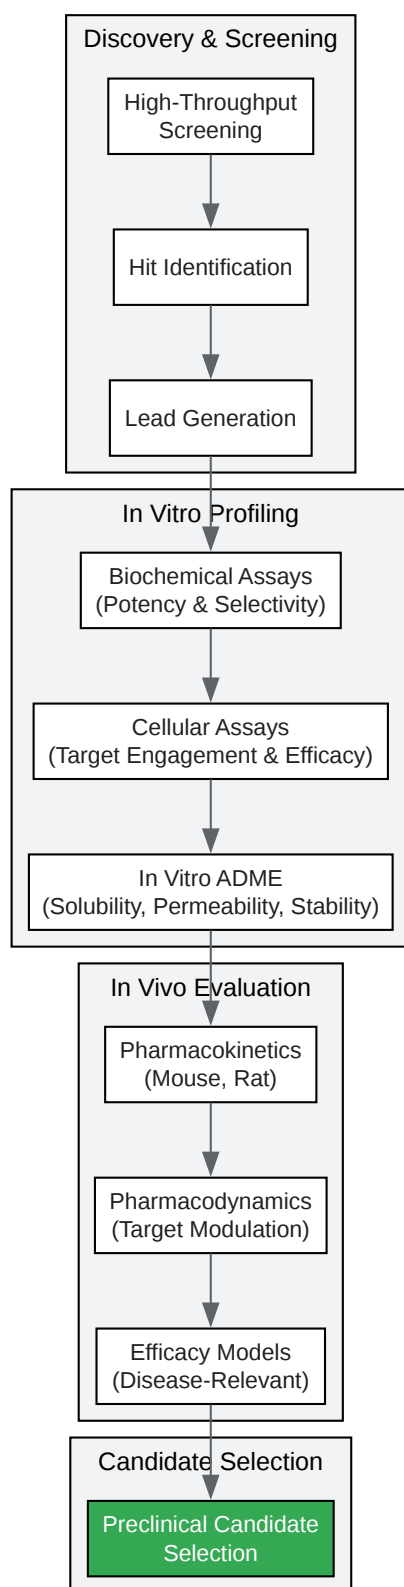 Discovery & Screening
High-Throughput
Screening
Hit Identification
Lead Generation
In Vitro Profiling
Biochemical Assays
(Potency & Selectivity)
Cellular Assays
(Target Engagement & Efficacy)
In Vitro ADME
(Solubility, Permeability, Stability)
In Vivo Evaluation
Pharmacokinetics
(Mouse, Rat)
Pharmacodynamics
(Target Modulation)
Efficacy Models
(Disease-Relevant)
Candidate Selection
Preclinical Candidate
Selection